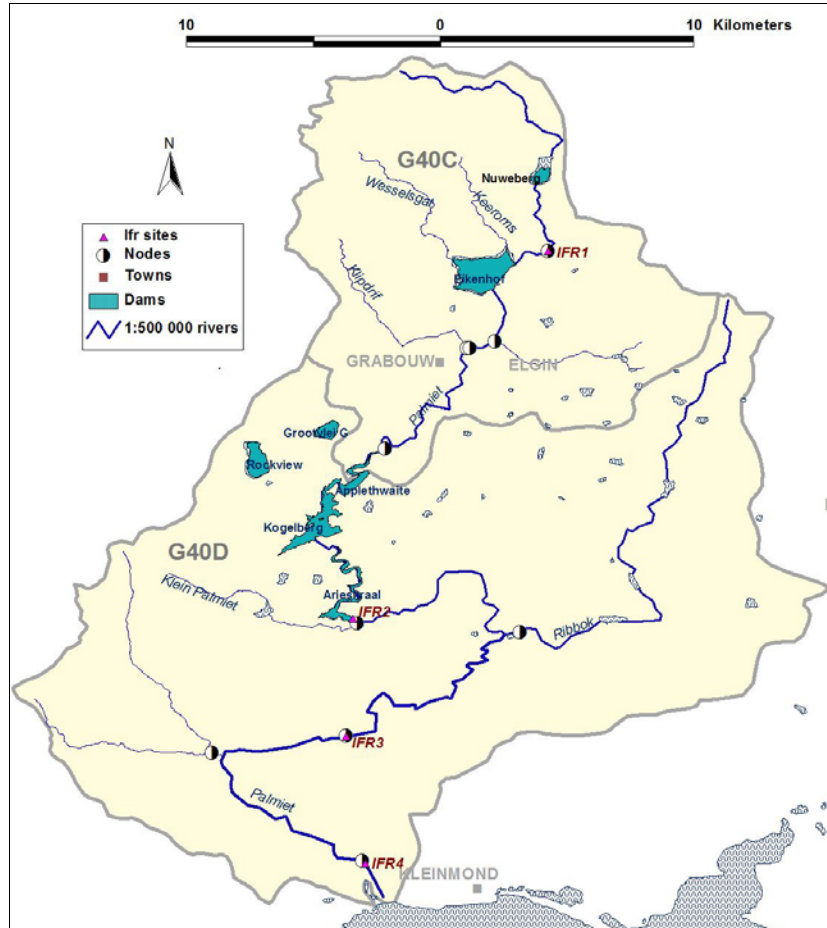 10 0 10 Kilometers
N
G40C
Nuweberg
Wesselsgat
Keeroms
Ifr sites
Nodes
Towns
Dams
1:500 000 rivers
IFR1
Klipdrif
Eikenhof
GRABOUW
ELGIN
Palmiet
Grootvlei G
Rockview
Applethwaite
Kogelberg
G40D
Klein Palmiet
Arieskraal
IFR2
Ribbok
IFR3
Palmiet
IFR4
KLEINMOND